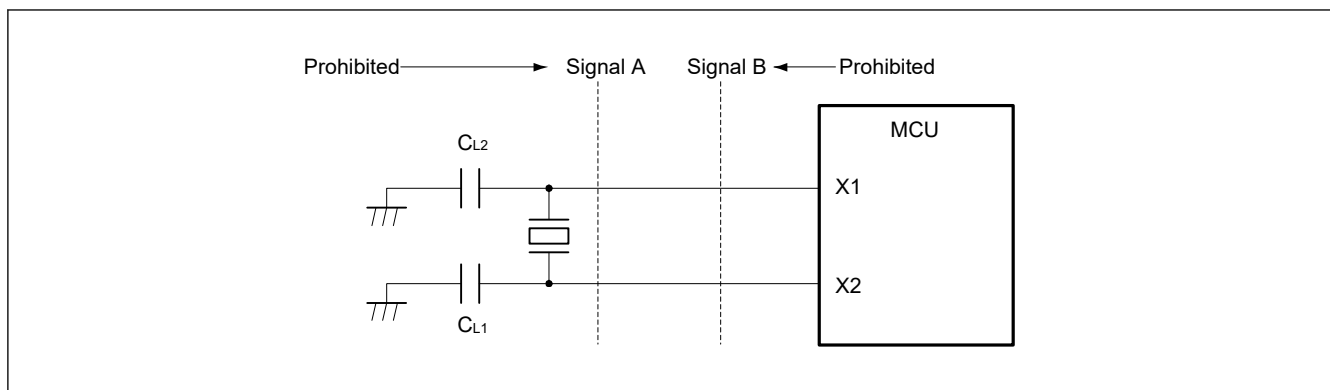 Prohibited Signal A Signal B Prohibited
MCU
CL2
X1
X2
CL1